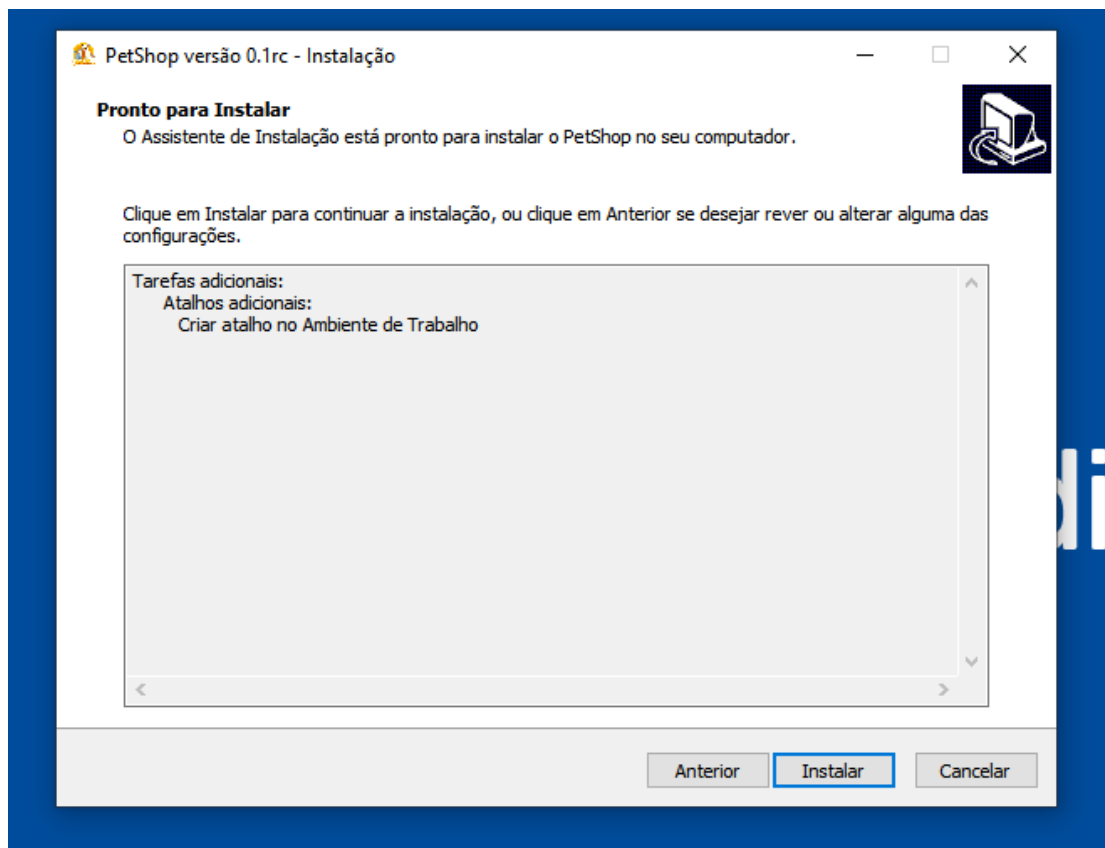 PetShop versão 0.1rc - Instalação
Pronto para Instalar
O Assistente de Instalação está pronto para instalar o PetShop no seu computador.
Clique em Instalar para continuar a instalação, ou clique em Anterior se desejar rever ou alterar alguma das
configurações.
Tarefas adicionais:
Atalhos adicionais:
Criar atalho no Ambiente de Trabalho
Anterior
Instalar
Cancelar